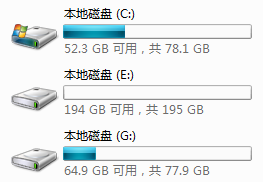 本地磁盘 (C:)
52.3 GB 可用，共 78.1 GB
本地磁盘 (E:)
194 GB 可用，共 195 GB
本地磁盘 (G:)
64.9 GB 可用，共 77.9 GB